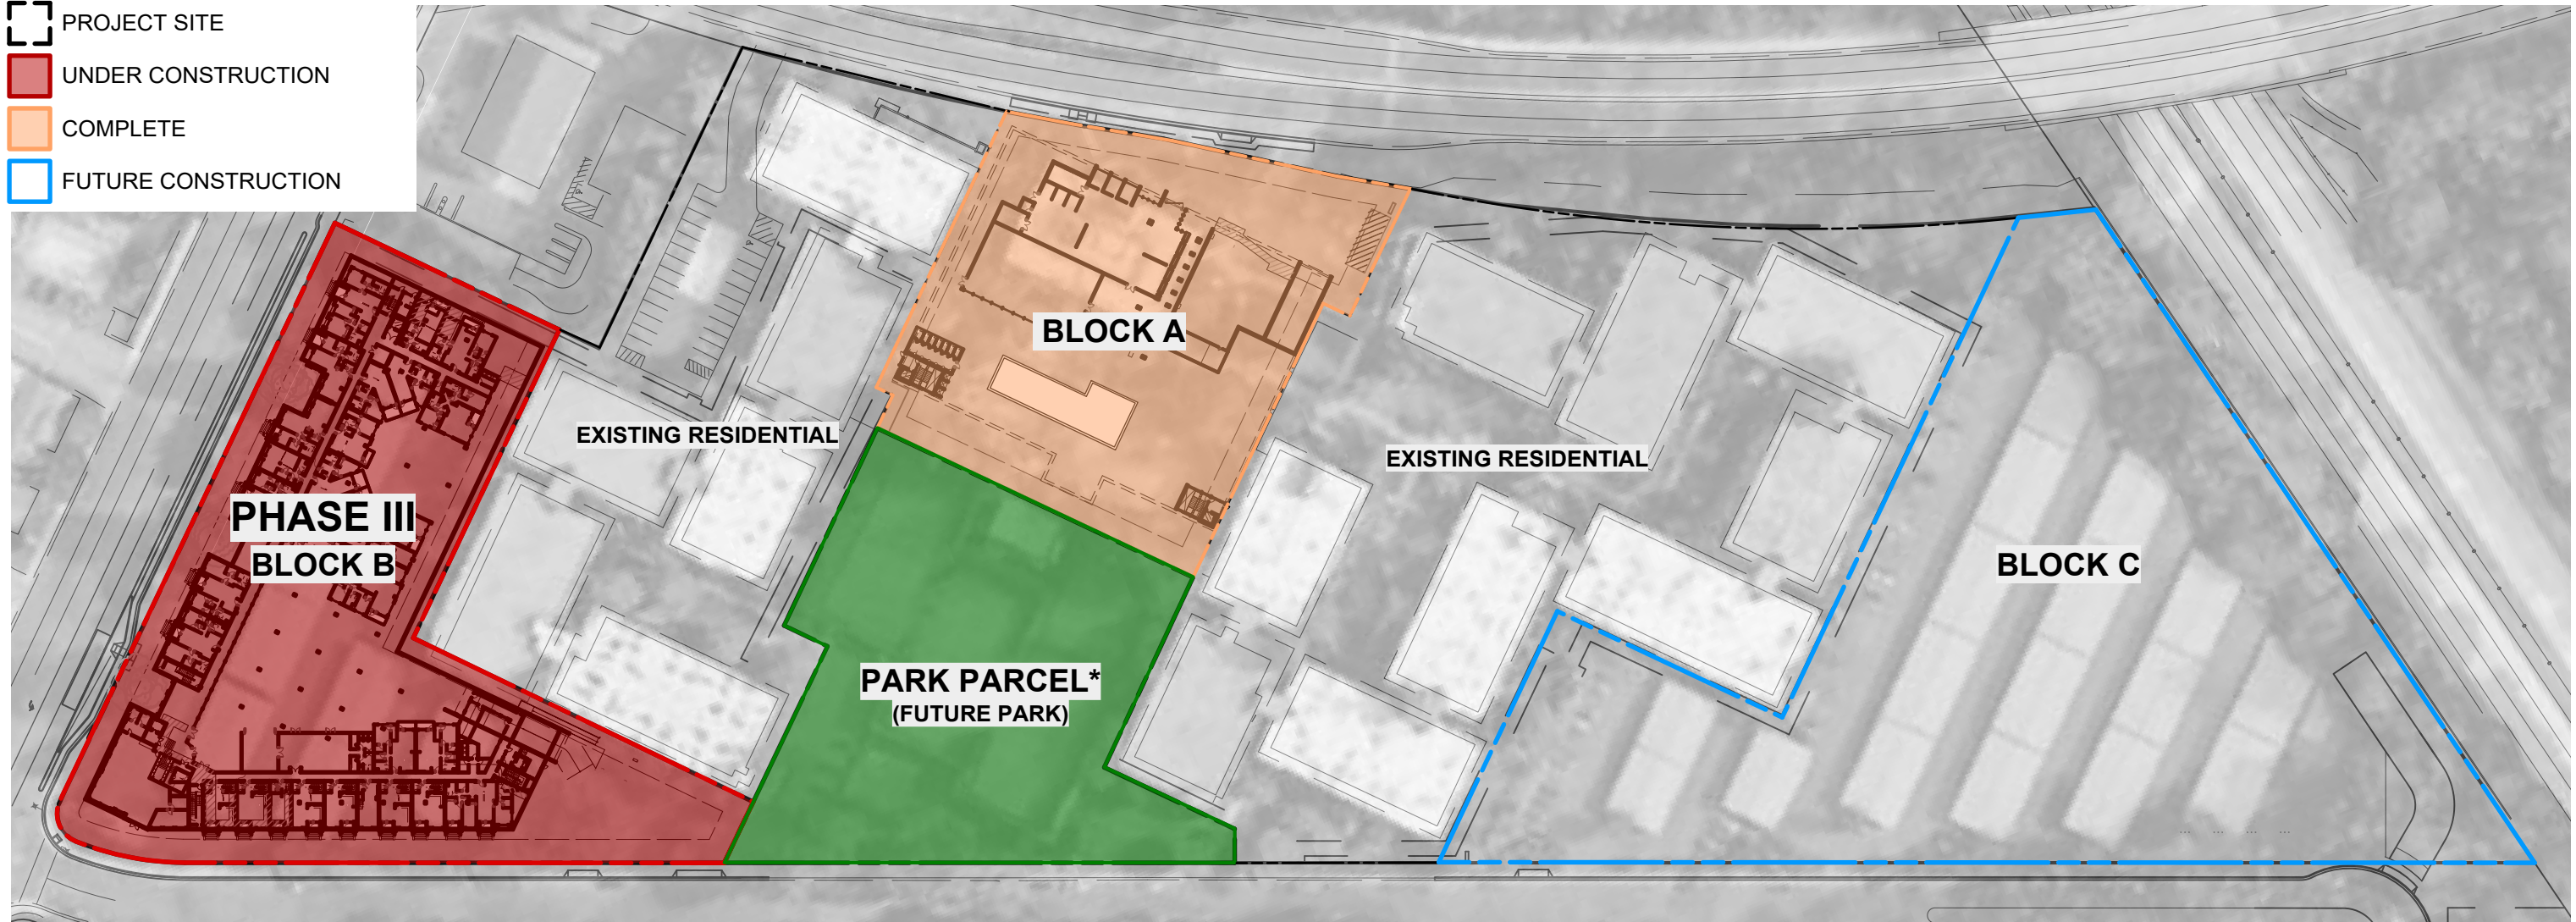 PROJECT SITE
UNDER CONSTRUCTION
COMPLETE
FUTURE CONSTRUCTION
BLOCK A
EXISTING RESIDENTIAL
EXISTING RESIDENTIAL
PHASE III
BLOCK B
BLOCK C
PARK PARCEL*
(FUTURE PARK)